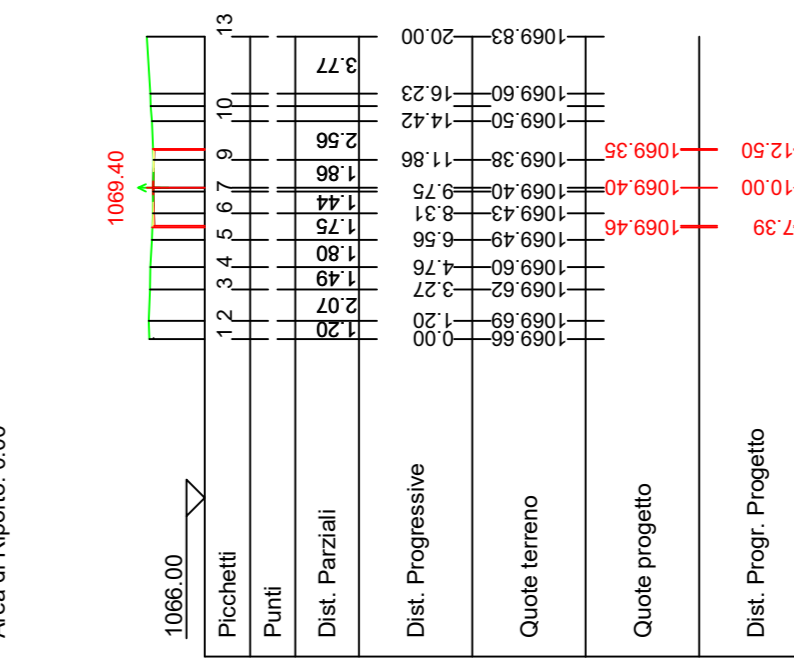 1069.40
1066.00
Picchetti
1 2 3 4 5 6 7 9 10 13
Punti
Dist. Parziali
1.20 2.07 1.49 1.80 1.75 1.44 1.86 2.56 3.77
Dist. Progressive
0.00 1.20 3.27 4.76 6.56 8.31 9.75 11.86 14.42 16.23 20.00
Quote terreno
1069.66 1069.69 1069.62 1069.60 1069.49 1069.43 1069.40 1069.38 1069.50 1069.60 1069.83
Quote progetto
1069.46 1069.40 1069.35
Dist. Progr. Progetto
7.39 10.00 12.50